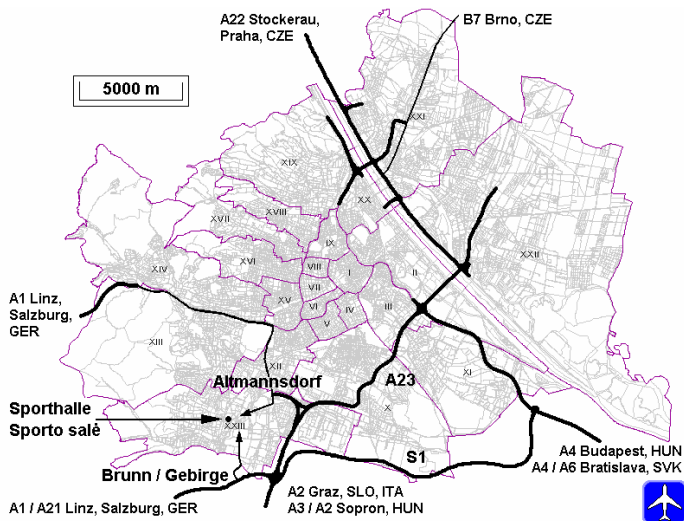 A22 Stockerau,
Praha, CZE
B7 Brno, CZE
5000 m
XXI
XIX
XX
XVIII
XVII
IX
XXII
XVI
VIII
I
II
XIV
VII
XV
VI
IV
III
V
A1 Linz,
Salzburg,
GER
XIII
XII
XI
Altmannsdorf
A23
X
Sporthalle
Sporto salė
XXIII
S1
A4 Budapest, HUN
A4 / A6 Bratislava, SVK
Brunn / Gebirge
A1 / A21 Linz, Salzburg, GER
A2 Graz, SLO, ITA
A3 / A2 Sopron, HUN